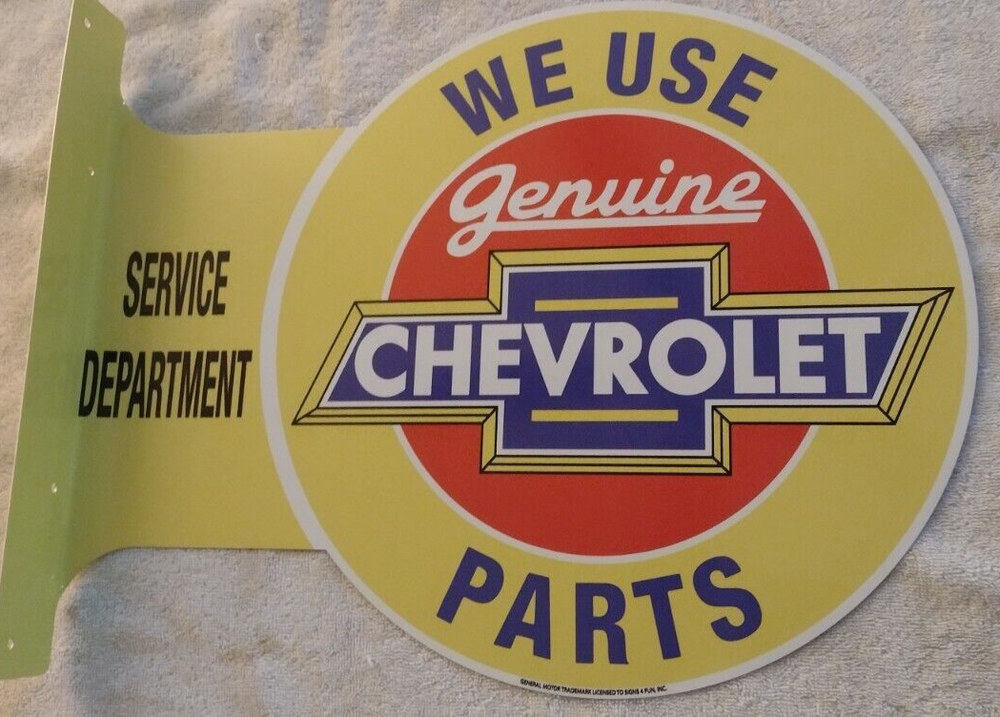 WE USE
Genuine
CHEVROLET
PARTS
SERVICE
DEPARTMENT
GENERAL MOTOR TRADEMARK LICENSED TO SIGNS 4 FUN, INC.